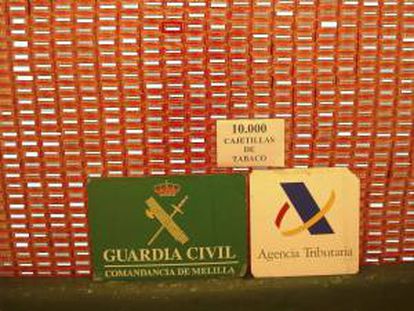 10.000
CAJETILLAS
DE
TABACO
GUARDIA CIVIL
COMANDANCIA DE MELILLA
Agencia Tributaria